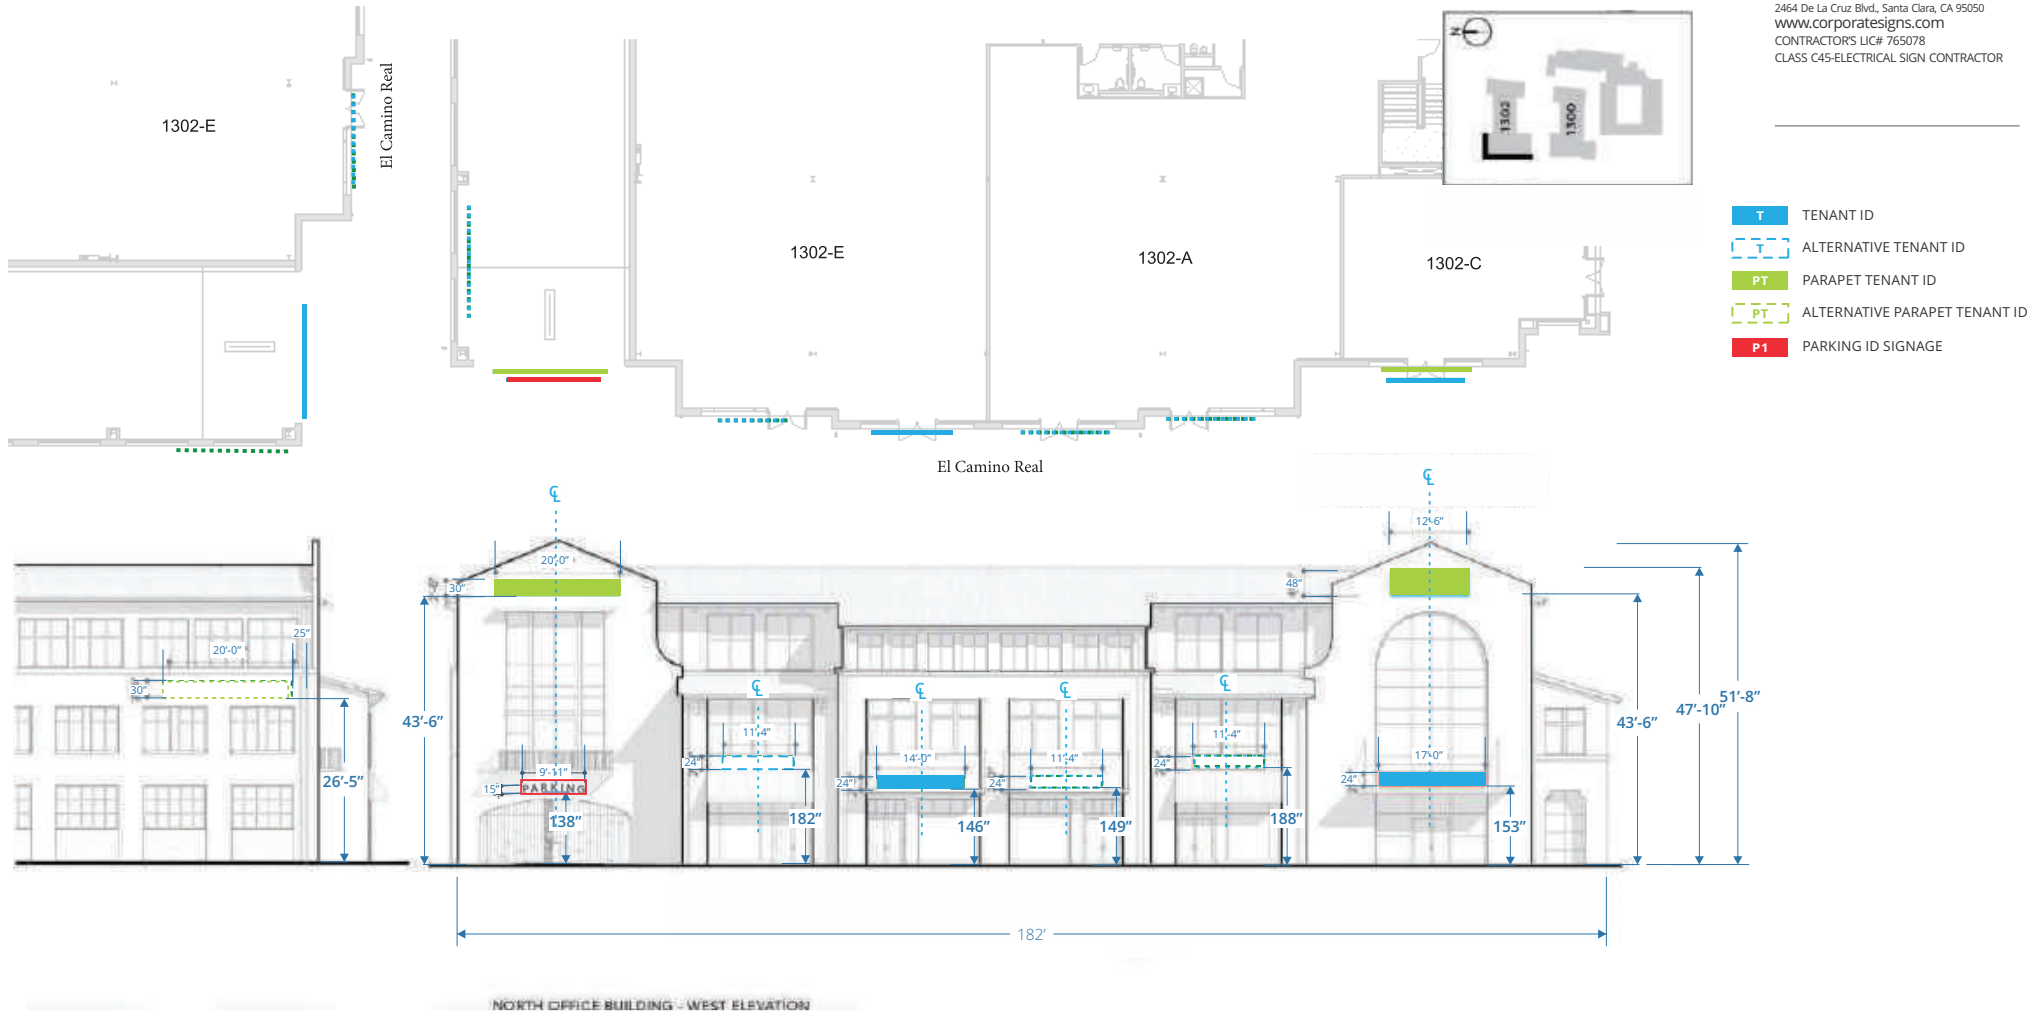 2464 De La Cruz Blvd., Santa Clara, CA 95050
www.corporatesigns.com
CONTRACTOR'S LIC# 765078
CLASS C45-ELECTRICAL SIGN CONTRACTOR
N
1302
1300
1302-E
El Camino Real
1302-E
1302-A
1302-C
El Camino Real
T TENANT ID
T ALTERNATIVE TENANT ID
PT PARAPET TENANT ID
PT ALTERNATIVE PARAPET TENANT ID
P1 PARKING ID SIGNAGE
℄
℄
12'-6"
20'-0"
30"
48"
25"
20'-0"
30"
26'-5"
43'-6"
℄
℄
℄
℄
11'-4"
24"
182"
14'-0"
24"
146"
11'-4"
24"
149"
11'-4"
24"
188"
17'-0"
24"
153"
9'-11"
15"
PARKING
138"
43'-6"
47'-10"
51'-8"
182'
NORTH OFFICE BUILDING - WEST ELEVATION